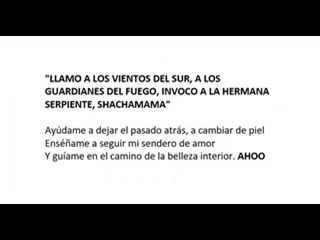 "LLAMO A LOS VIENTOS DEL SUR, A LOS
GUARDIANES DEL FUEGO, INVOCO A LA HERMANA
SERPIENTE, SHACHAMAMA"
Ayúdame a dejar el pasado atrás, a cambiar de piel
Enséñame a seguir mi sendero de amor
Y guíame en el camino de la belleza interior. AHOO